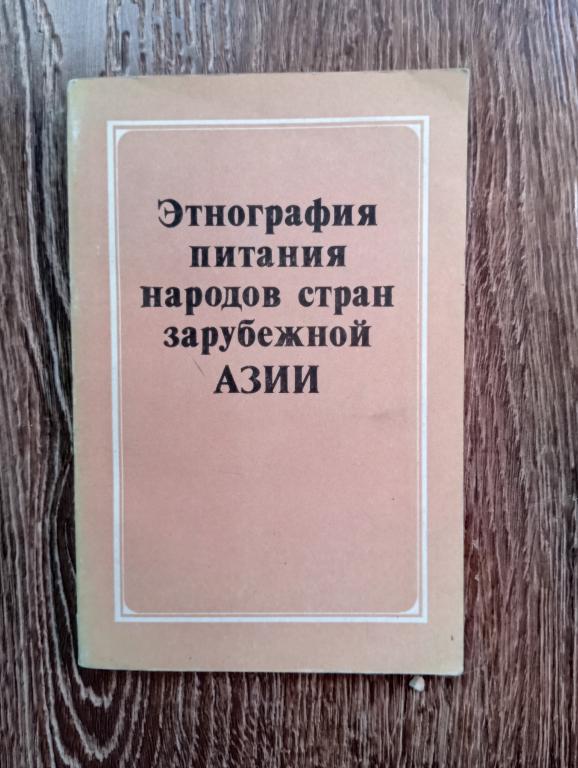 Этнография
питания
народов стран
зарубежной
АЗИИ